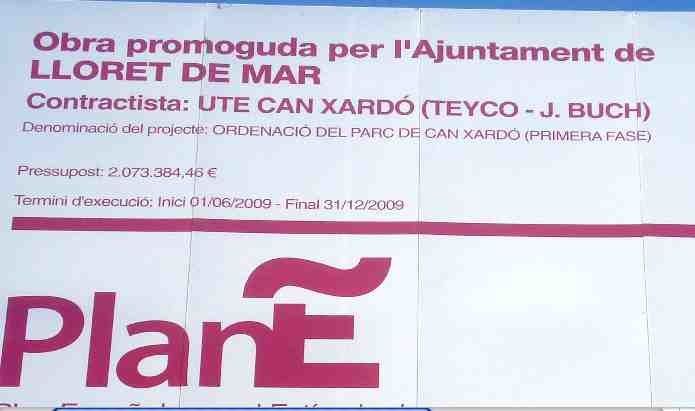 Obra promoguda per l'Ajuntament de
LLORET DE MAR
Contractista: UTE CAN XARDÓ (TEYCO - J. BUCH)
Denominació del projecte: ORDENACIÓ DEL PARC DE CAN XARDÓ (PRIMERA FASE)
Pressupost: 2.073.384,46 €
Termini d'execució: Inici 01/06/2009 - Final 31/12/2009
PlanE